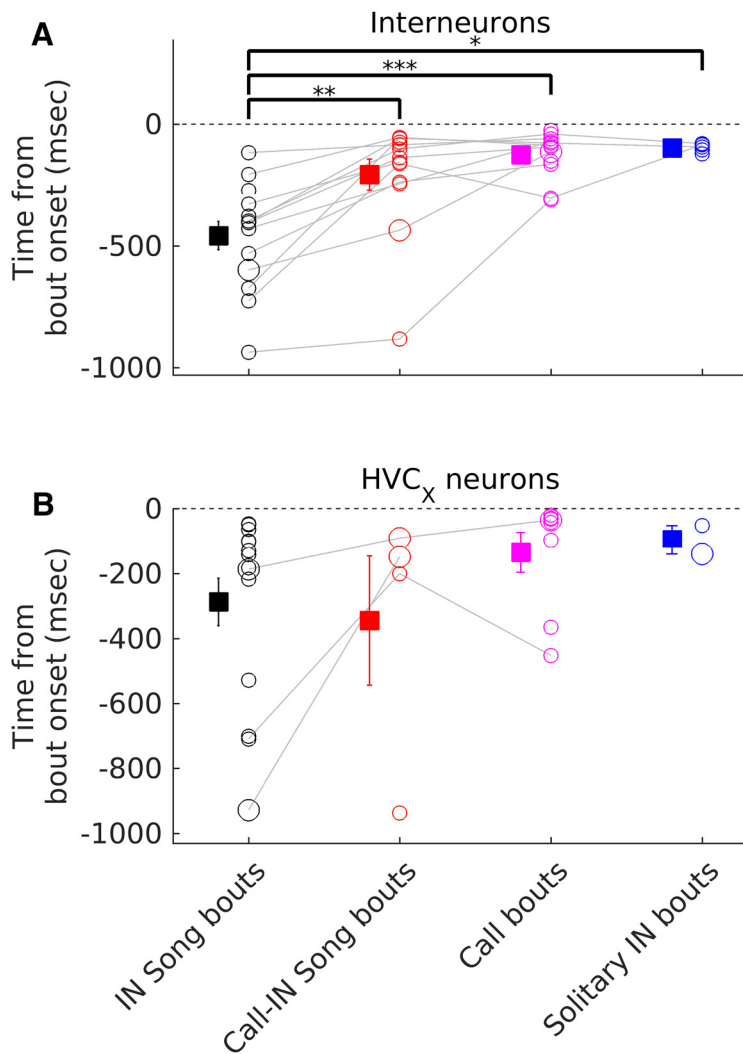 A
Interneurons
*
***
**
0
-500
-1000
Time from
bout onset (msec)
B
HVCX neurons
0
-200
-400
-600
-800
-1000
Time from
bout onset (msec)
IN Song bouts
Call-IN Song bouts
Call bouts
Solitary IN bouts